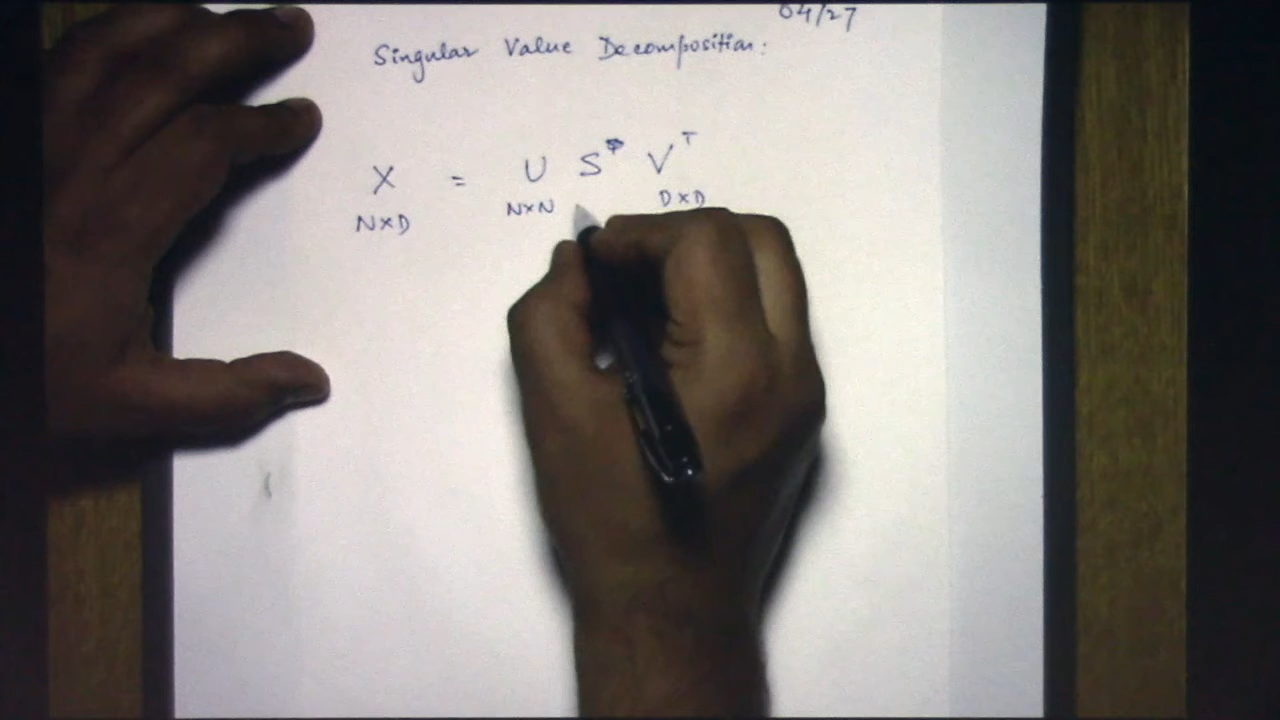 04/27
Singular Value Decomposition:
X = U S V^T
N×D N×N D×D